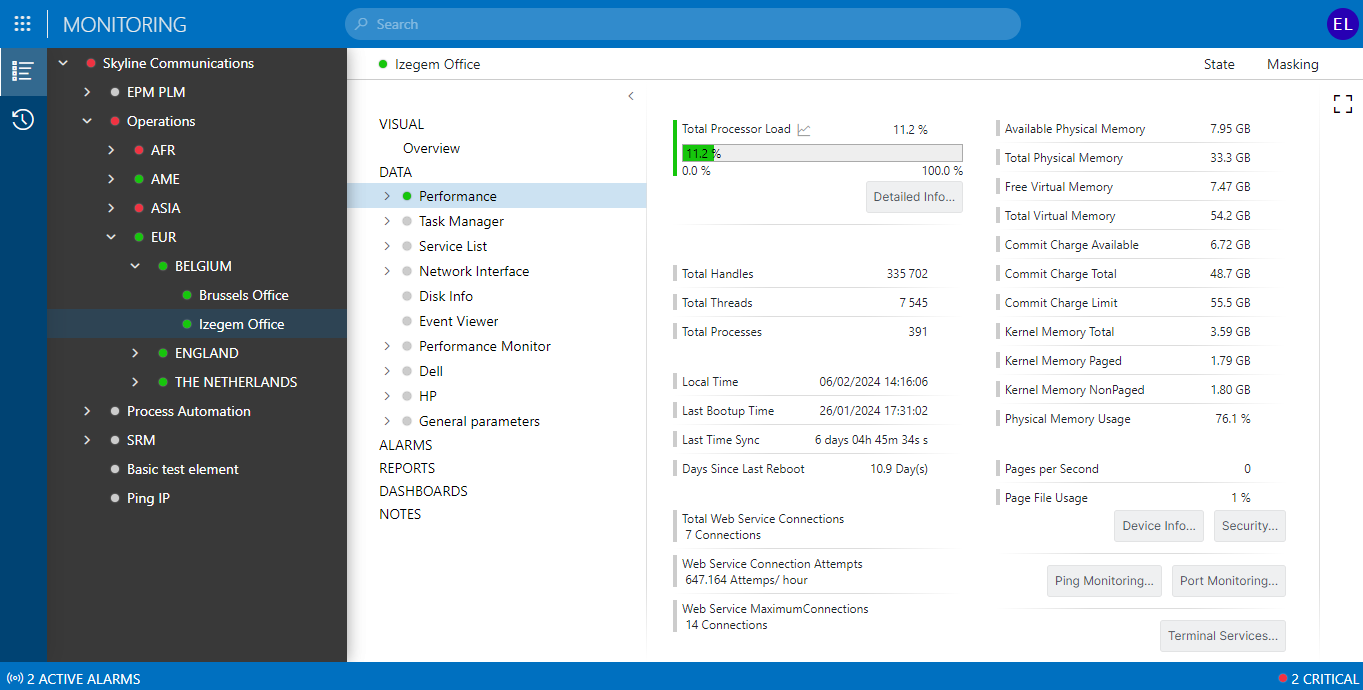 MONITORING
Search
EL
Skyline Communications
EPM PLM
Operations
AFR
AME
ASIA
EUR
BELGIUM
Brussels Office
Izegem Office
ENGLAND
THE NETHERLANDS
Process Automation
SRM
Basic test element
Ping IP
Izegem Office
State
Masking
VISUAL
Overview
DATA
Performance
Task Manager
Service List
Network Interface
Disk Info
Event Viewer
Performance Monitor
Dell
HP
General parameters
ALARMS
REPORTS
DASHBOARDS
NOTES
Total Processor Load 11.2 %
11.2 %
0.0 % 100.0 %
Detailed Info...
Total Handles 335 702
Total Threads 7 545
Total Processes 391
Local Time 06/02/2024 14:16:06
Last Bootup Time 26/01/2024 17:31:02
Last Time Sync 6 days 04h 45m 34s s
Days Since Last Reboot 10.9 Day(s)
Total Web Service Connections
7 Connections
Web Service Connection Attempts
647.164 Attemps/ hour
Web Service MaximumConnections
14 Connections
Available Physical Memory 7.95 GB
Total Physical Memory 33.3 GB
Free Virtual Memory 7.47 GB
Total Virtual Memory 54.2 GB
Commit Charge Available 6.72 GB
Commit Charge Total 48.7 GB
Commit Charge Limit 55.5 GB
Kernel Memory Total 3.59 GB
Kernel Memory Paged 1.79 GB
Kernel Memory NonPaged 1.80 GB
Physical Memory Usage 76.1 %
Pages per Second 0
Page File Usage 1 %
Device Info... Security...
Ping Monitoring... Port Monitoring...
Terminal Services...
2 ACTIVE ALARMS
2 CRITICAL